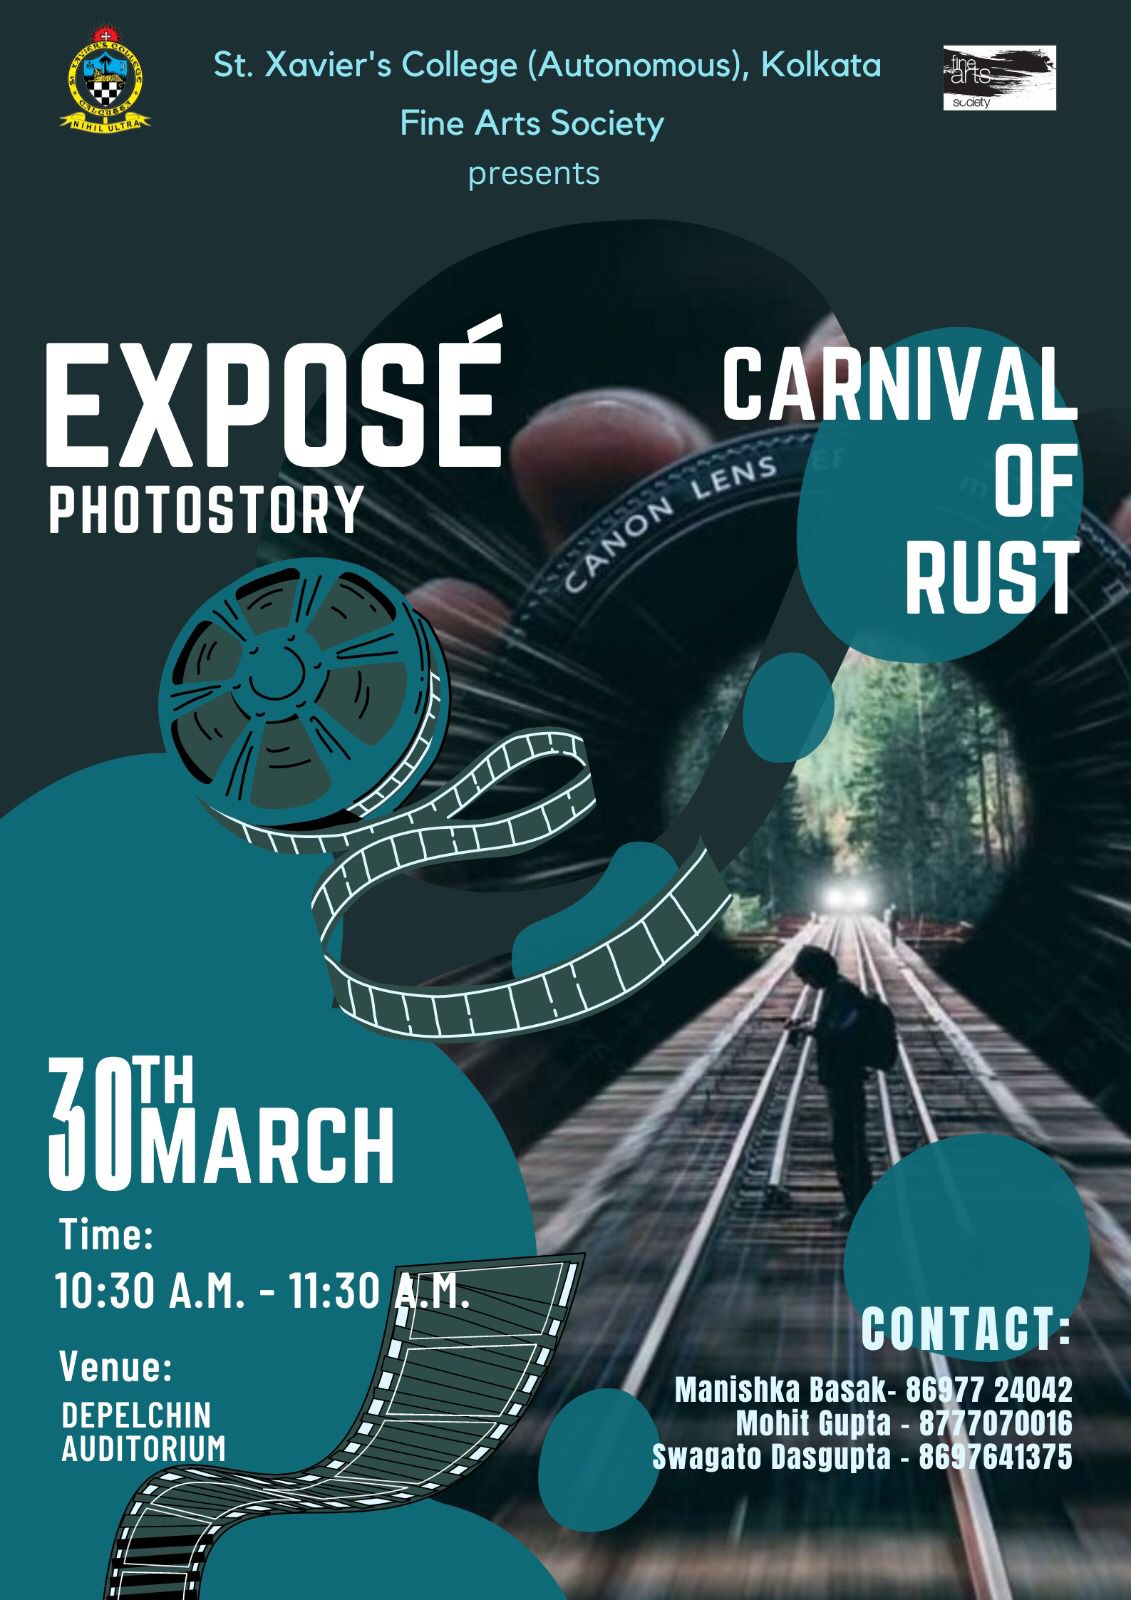 St. Xavier's College (Autonomous), Kolkata
Fine Arts Society
presents
NIHIL ULTRA
fine
arts
society
EXPOSÉ
PHOTOSTORY
CARNIVAL
OF
RUST
CANON LENS EF
30TH
MARCH
Time:
10:30 A.M. - 11:30 A.M.
Venue:
DEPELCHIN
AUDITORIUM
CONTACT:
Manishka Basak- 86977 24042
Mohit Gupta - 8777070016
Swagato Dasgupta - 8697641375